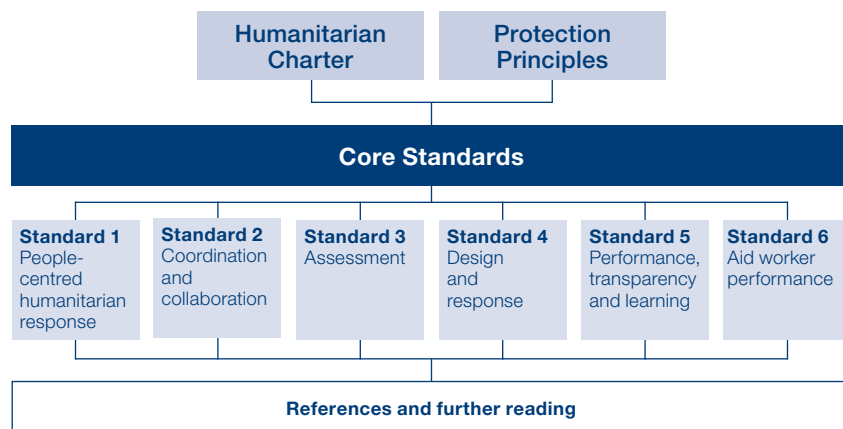 Humanitarian
Charter
Protection
Principles
Core Standards
Standard 1
People-
centred
humanitarian
response
Standard 2
Coordination
and
collaboration
Standard 3
Assessment
Standard 4
Design
and
response
Standard 5
Performance,
transparency
and learning
Standard 6
Aid worker
performance
References and further reading